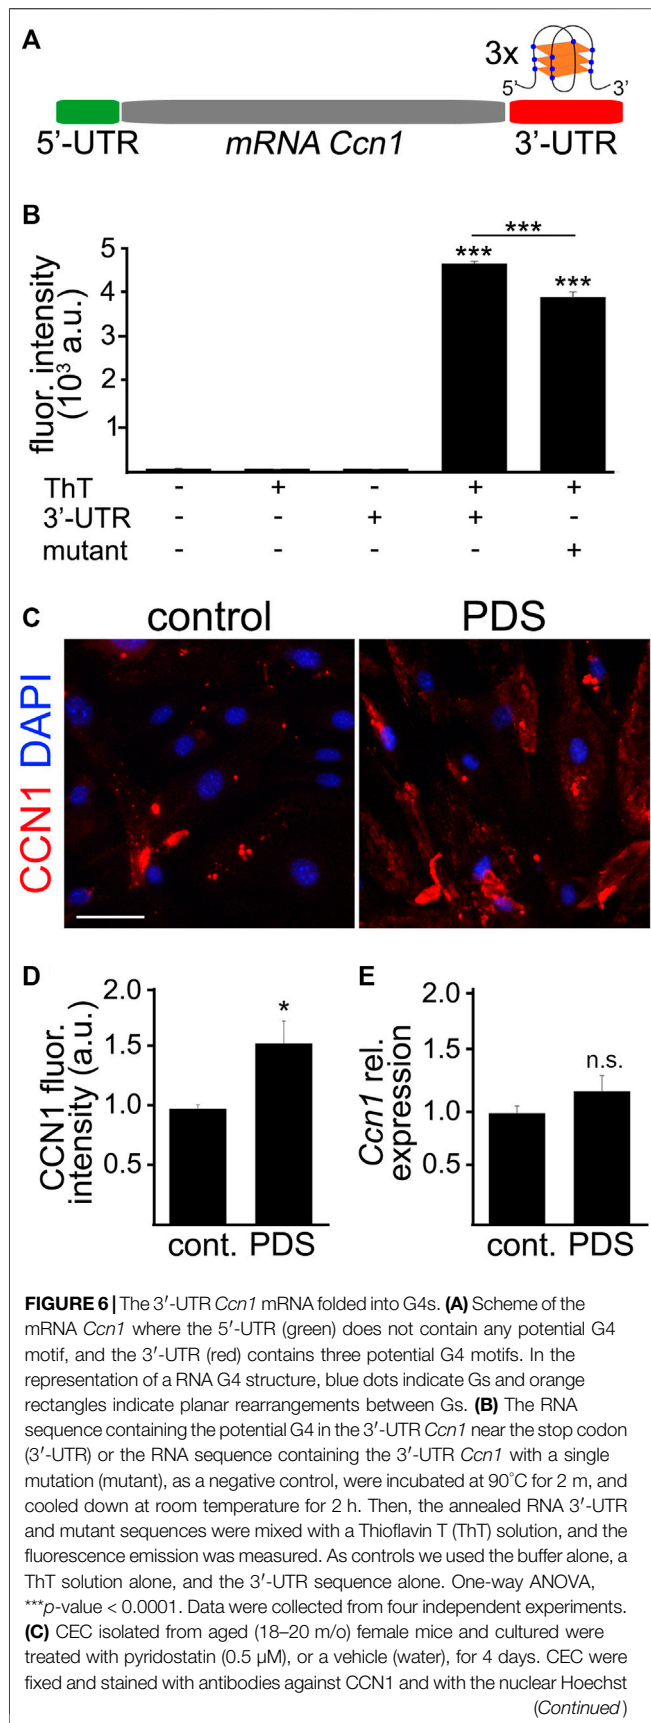 A
3x
5’ 3’
5’-UTR mRNA Ccn1 3’-UTR
B
fluor. intensity
(10³ a.u.)
5
4
3
2
1
***
***
***
ThT - + - + +
3’-UTR - - + + -
mutant - - - - +
C
control PDS
CCN1 DAPI
D
CCN1 fluor.
intensity (a.u.)
2.0
1.5
1.0
0.5
*
cont. PDS
E
Ccn1 rel.
expression
2.0
1.5
1.0
0.5
n.s.
cont. PDS
FIGURE 6 | The 3′-UTR Ccn1 mRNA folded into G4s. (A) Scheme of the
mRNA Ccn1 where the 5′-UTR (green) does not contain any potential G4
motif, and the 3′-UTR (red) contains three potential G4 motifs. In the
representation of a RNA G4 structure, blue dots indicate Gs and orange
rectangles indicate planar rearrangements between Gs. (B) The RNA
sequence containing the potential G4 in the 3′-UTR Ccn1 near the stop codon
(3′-UTR) or the RNA sequence containing the 3′-UTR Ccn1 with a single
mutation (mutant), as a negative control, were incubated at 90°C for 2 m, and
cooled down at room temperature for 2 h. Then, the annealed RNA 3′-UTR
and mutant sequences were mixed with a Thioflavin T (ThT) solution, and the
fluorescence emission was measured. As controls we used the buffer alone, a
ThT solution alone, and the 3′-UTR sequence alone. One-way ANOVA,
***p-value < 0.0001. Data were collected from four independent experiments.
(C) CEC isolated from aged (18–20 m/o) female mice and cultured were
treated with pyridostatin (0.5 μM), or a vehicle (water), for 4 days. CEC were
fixed and stained with antibodies against CCN1 and with the nuclear Hoechst
(Continued)